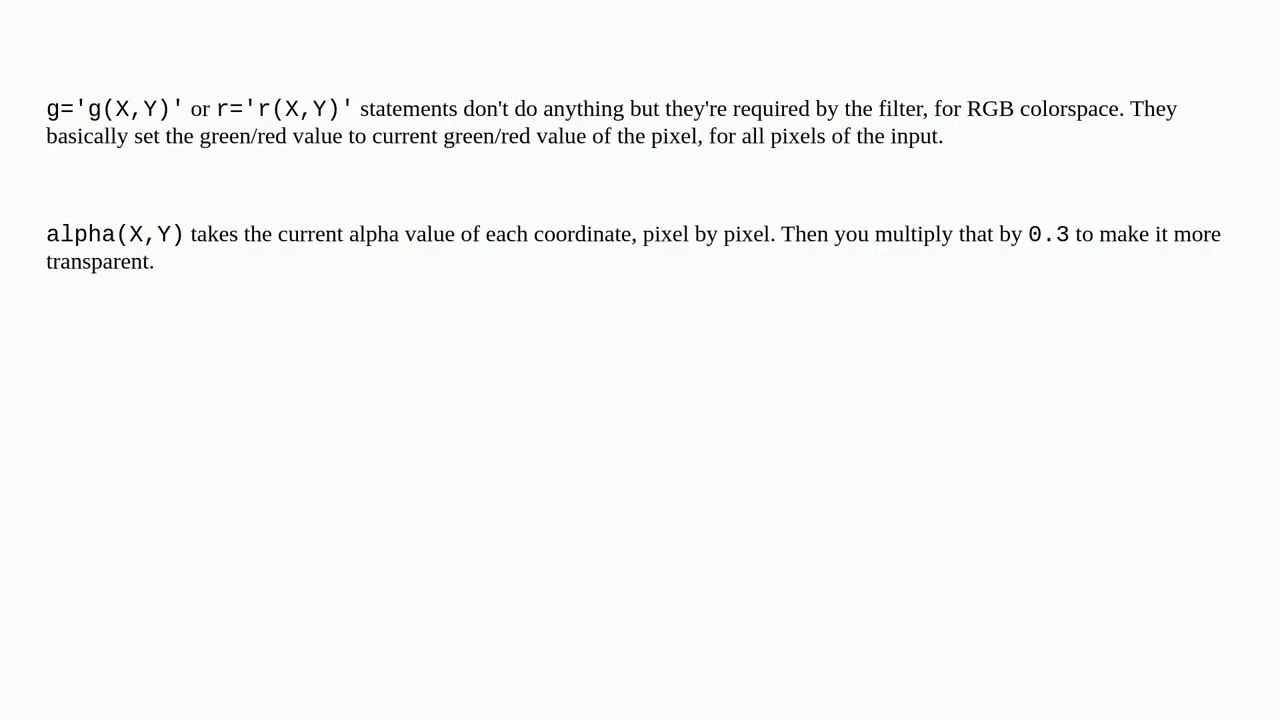 g='g(X,Y)' or r='r(X,Y)' statements don't do anything but they're required by the filter, for RGB colorspace. They
basically set the green/red value to current green/red value of the pixel, for all pixels of the input.
alpha(X,Y) takes the current alpha value of each coordinate, pixel by pixel. Then you multiply that by 0.3 to make it more
transparent.